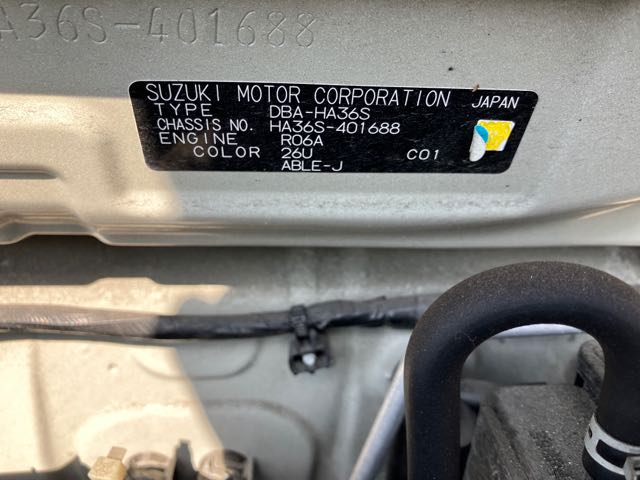 A36S-401688
SUZUKI MOTOR CORPORATION JAPAN
TYPE DBA-HA36S
CHASSIS NO. HA36S-401688
ENGINE R06A
COLOR 26U C01
ABLE-J